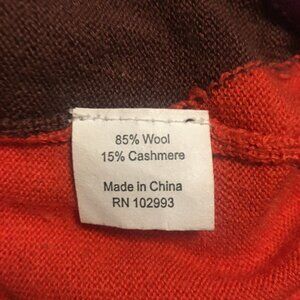 85% Wool
15% Cashmere
Made in China
RN 102993